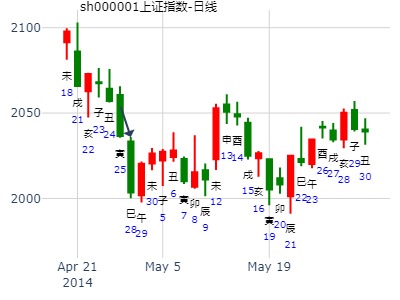 sh000001上证指数-日线
2100
2050
2000
未
18
戌
21
亥
22
子
23
丑
24
寅
25
巳
28
午
29
未
30
子
5
丑
6
寅
7
卯
8
辰
9
未
12
申
13
酉
14
戌
15
亥
16
寅
19
卯
20
辰
21
巳
22
午
23
酉
26
戌
27
亥
28
子
29
丑
30
Apr 21
2014
May 5
May 19